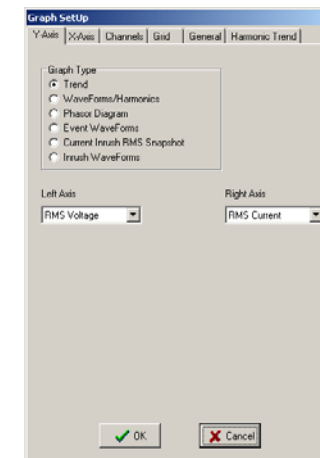 Graph SetUp
Y-Axis X-Axis Channels Grid General Harmonic Trend
Graph Type
Trend
WaveForms/Harmonics
Phasor Diagram
Event WaveForms
Current Inrush RMS Snapshot
Inrush WaveForms
Left Axis Right Axis
RMS Voltage RMS Current
OK Cancel